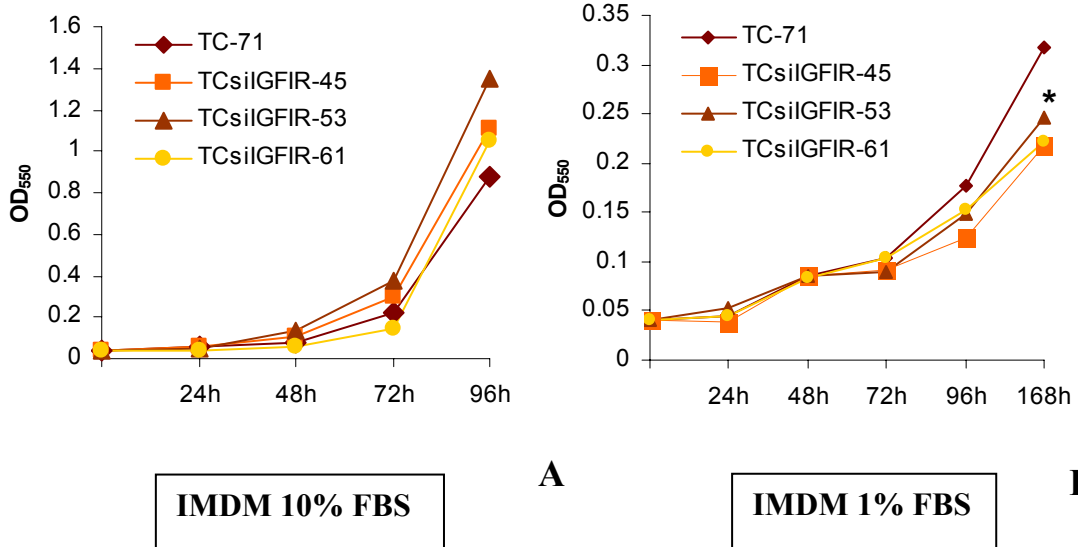 1.6
1.4
1.2
1
0.8
0.6
0.4
0.2
0
OD550
TC-71
TCsiIGFIR-45
TCsiIGFIR-53
TCsiIGFIR-61
24h 48h 72h 96h
IMDM 10% FBS
A
0.35
0.3
0.25
0.2
0.15
0.1
0.05
0
OD550
TC-71
TCsiIGFIR-45
TCsiIGFIR-53
TCsiIGFIR-61
*
24h 48h 72h 96h 168h
IMDM 1% FBS